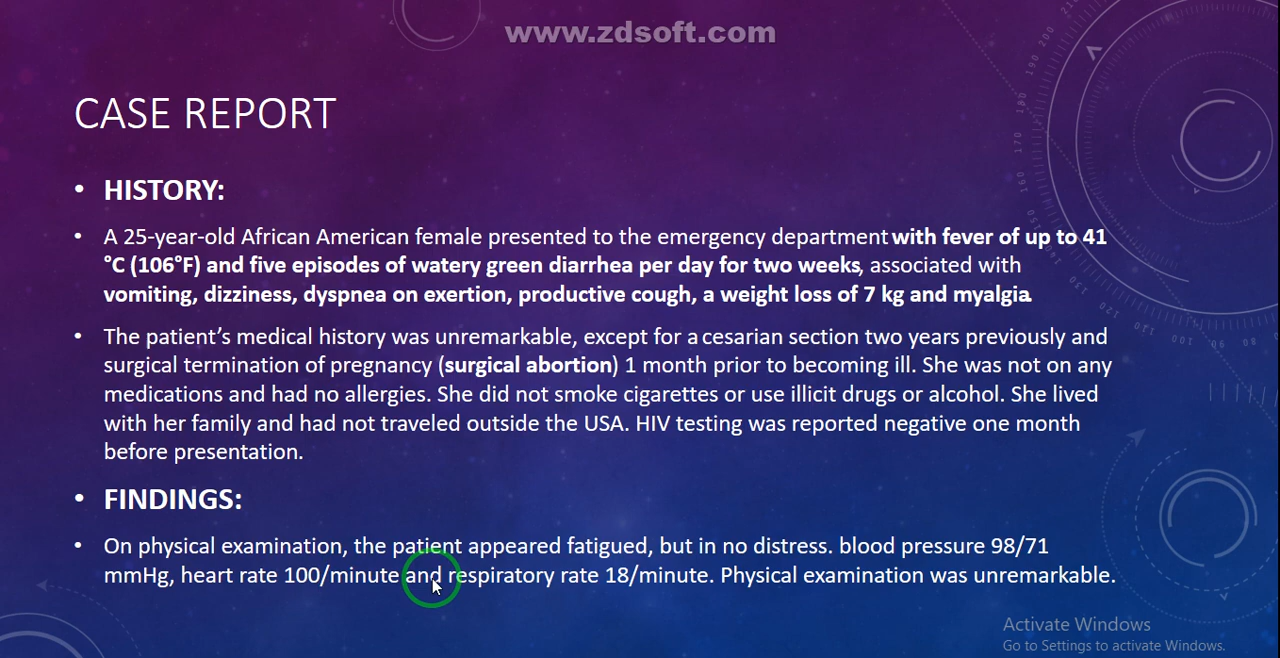 www.zdsoft.com
CASE REPORT
• HISTORY:
• A 25-year-old African American female presented to the emergency department with fever of up to 41
°C (106°F) and five episodes of watery green diarrhea per day for two weeks, associated with
vomiting, dizziness, dyspnea on exertion, productive cough, a weight loss of 7 kg and myalgia.
• The patient's medical history was unremarkable, except for a cesarian section two years previously and
surgical termination of pregnancy (surgical abortion) 1 month prior to becoming ill. She was not on any
medications and had no allergies. She did not smoke cigarettes or use illicit drugs or alcohol. She lived
with her family and had not traveled outside the USA. HIV testing was reported negative one month
before presentation.
• FINDINGS:
• On physical examination, the patient appeared fatigued, but in no distress. blood pressure 98/71
mmHg, heart rate 100/minute and respiratory rate 18/minute. Physical examination was unremarkable.
Activate Windows
Go to Settings to activate Windows.